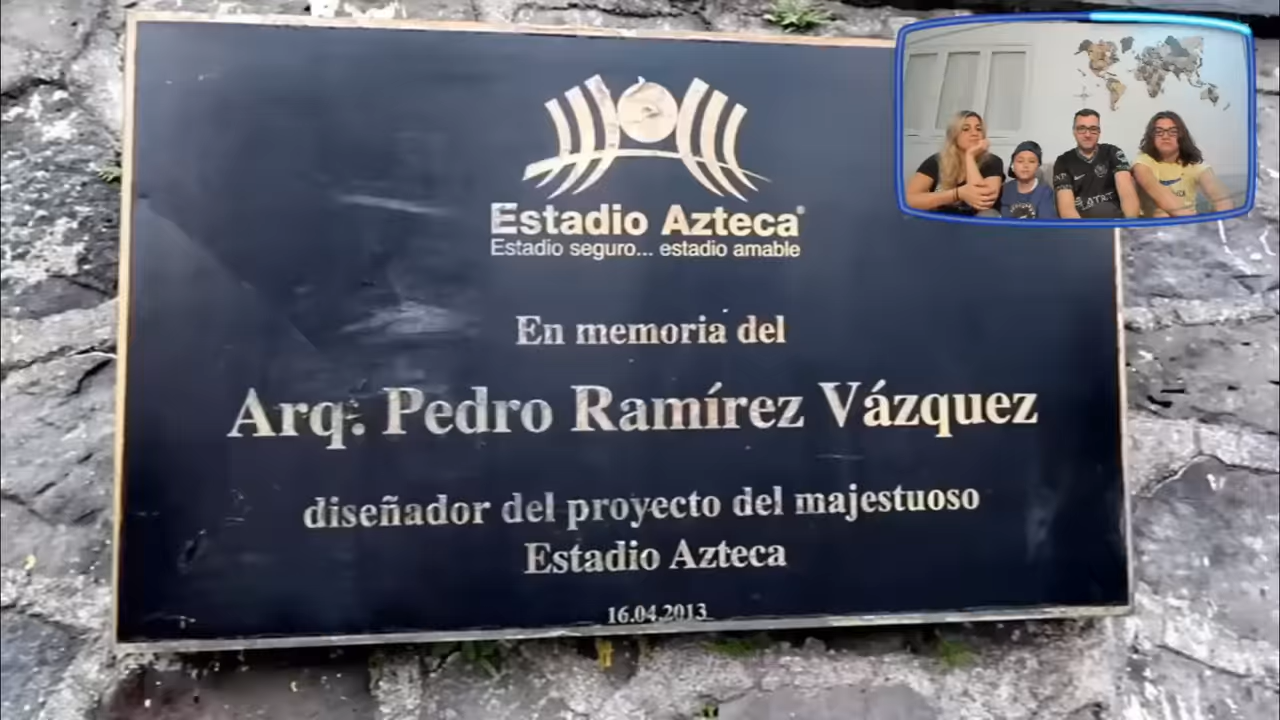 Estadio Azteca®
Estadio seguro... estadio amable
En memoria del
Arq. Pedro Ramírez Vázquez
diseñador del proyecto del majestuoso
Estadio Azteca
16.04.2013